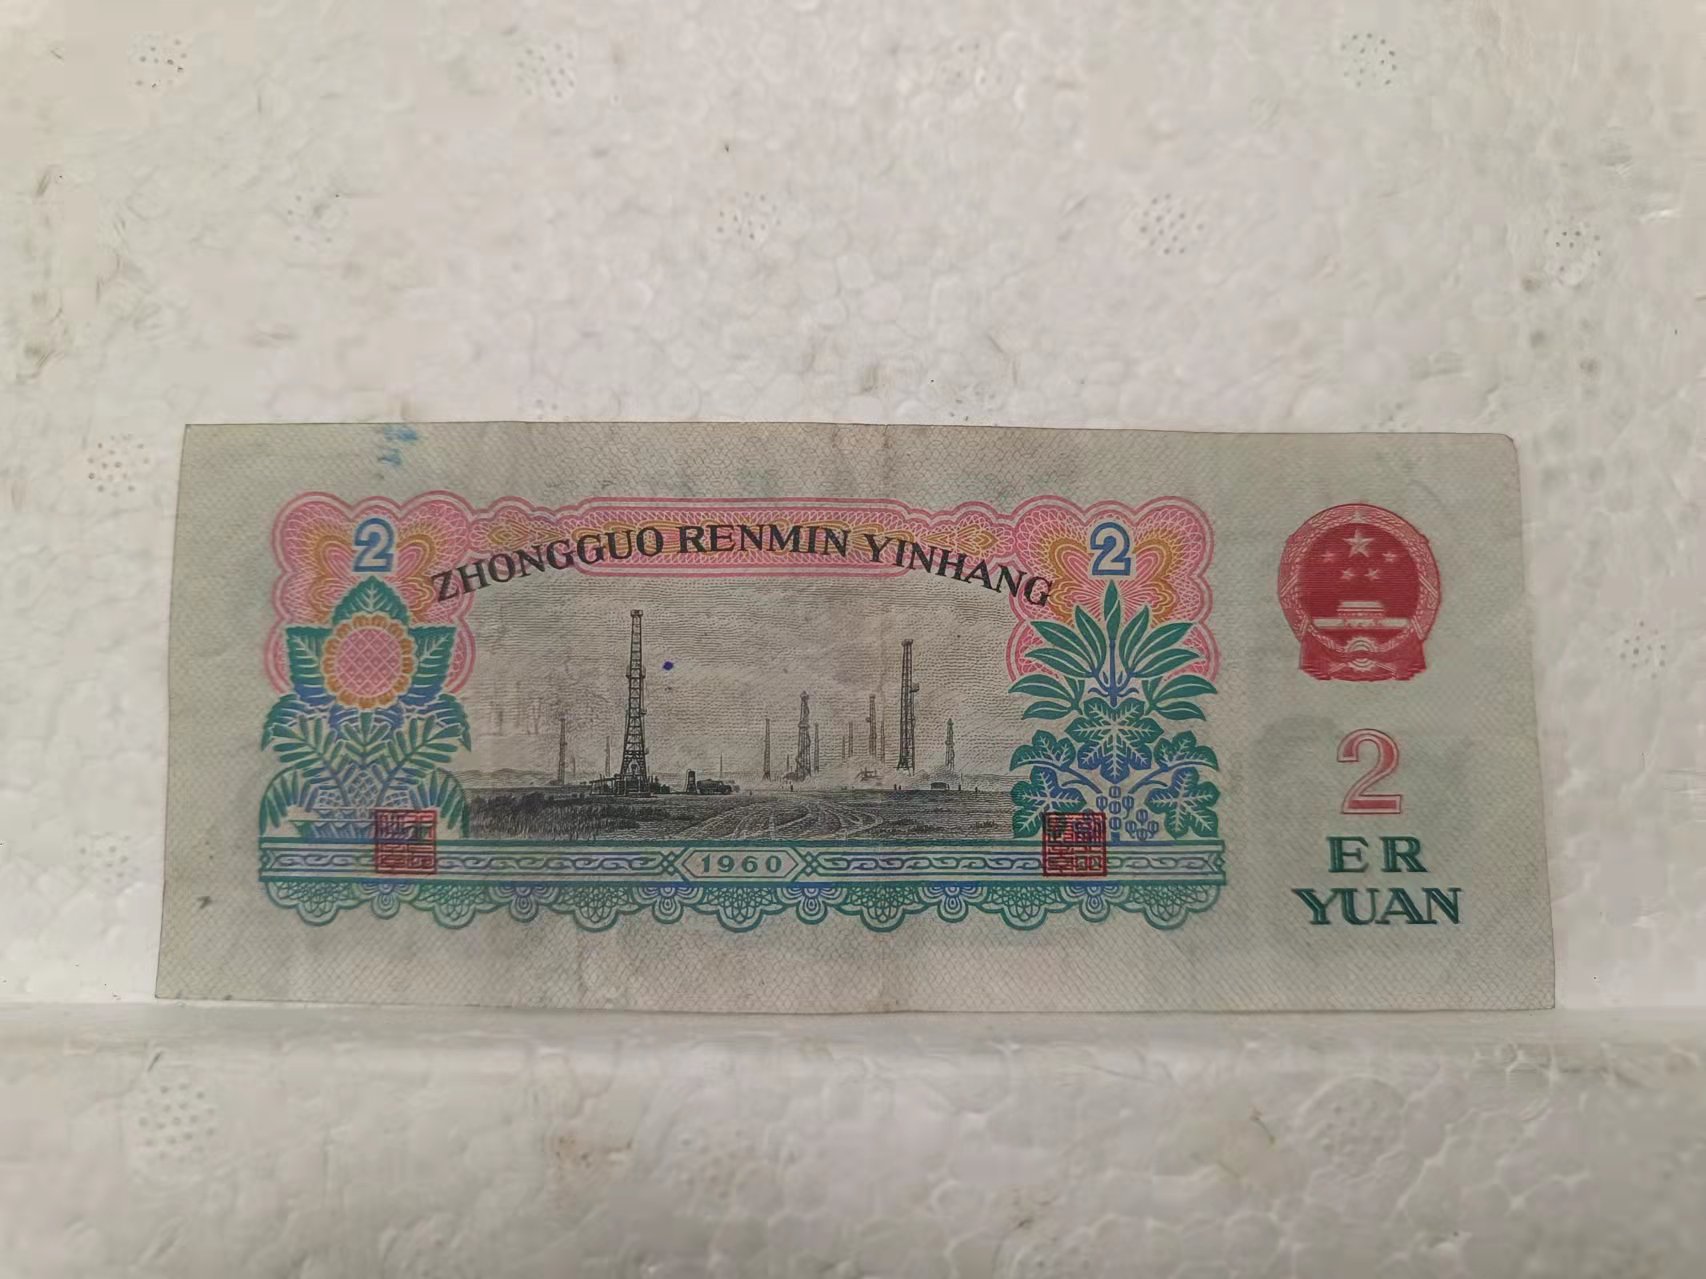 2
2
ZHONGGUO RENMIN YINHANG
1960
2
ER
YUAN